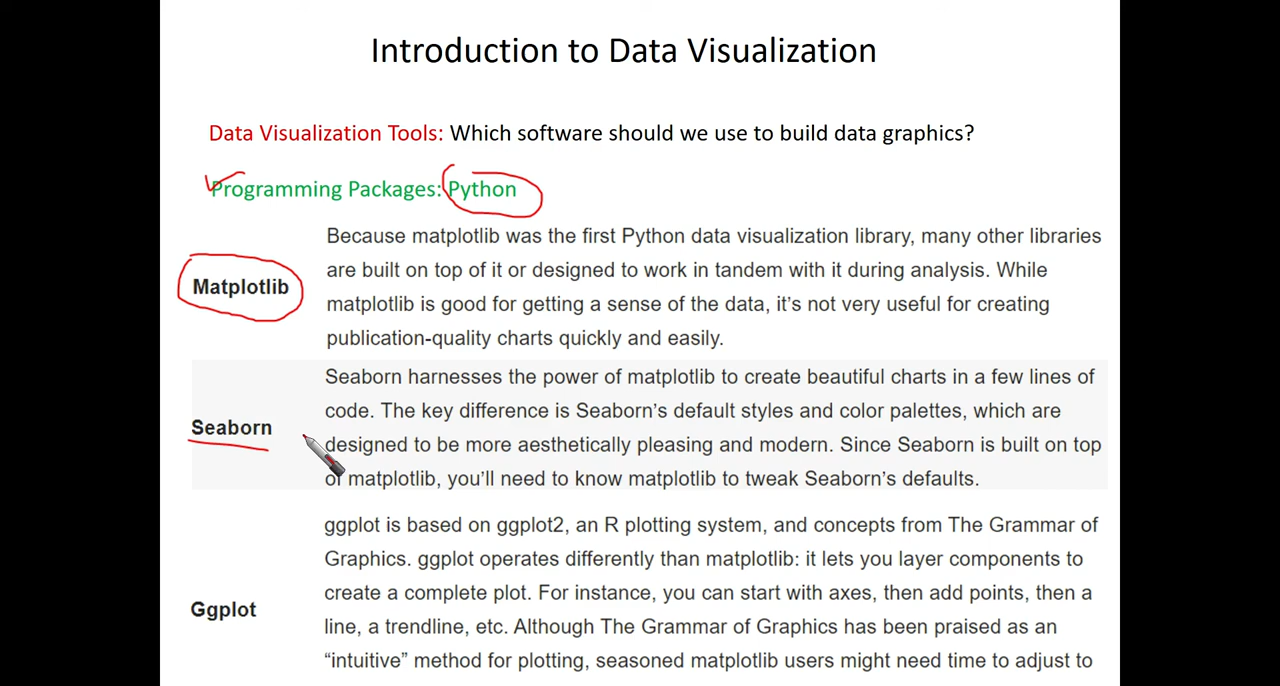 Introduction to Data Visualization
Data Visualization Tools: Which software should we use to build data graphics?
Programming Packages: Python
Matplotlib
Because matplotlib was the first Python data visualization library, many other libraries
are built on top of it or designed to work in tandem with it during analysis. While
matplotlib is good for getting a sense of the data, it’s not very useful for creating
publication-quality charts quickly and easily.
Seaborn
Seaborn harnesses the power of matplotlib to create beautiful charts in a few lines of
code. The key difference is Seaborn’s default styles and color palettes, which are
designed to be more aesthetically pleasing and modern. Since Seaborn is built on top
of matplotlib, you’ll need to know matplotlib to tweak Seaborn’s defaults.
Ggplot
ggplot is based on ggplot2, an R plotting system, and concepts from The Grammar of
Graphics. ggplot operates differently than matplotlib: it lets you layer components to
create a complete plot. For instance, you can start with axes, then add points, then a
line, a trendline, etc. Although The Grammar of Graphics has been praised as an
“intuitive” method for plotting, seasoned matplotlib users might need time to adjust to